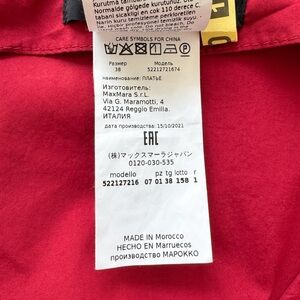 Kurutma
Normalde gölgede kurutunuz.
tabani sicakligi en cok 110 derece C.
Narin kuru temizleme perkloretilen
CARE SYMBOLS FOR CHINA
Размер Модель
38 52212721674
наименование: ПЛАТЬЕ
Изготовитель:
MaxMara S.r.L.
Via G. Maramotti, 4
42124 Reggio Emilia.
ИТАЛИЯ
дата производства: 15/10/2021
EAC
(株)マックスマーラジャパン
0120-030-535
modello pz tg lotto r
522127216 07 01 38 158 1
MADE IN Morocco
HECHO EN Marruecos
производство МАРОККО